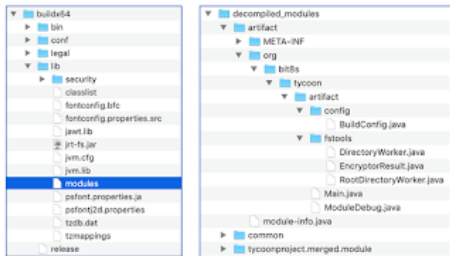 buildx64
bin
conf
legal
lib
security
classlist
fontconfig.bfc
fontconfig.properties.src
jawt.lib
jrt-fs.jar
jvm.cfg
jvm.lib
modules
psfont.properties.ja
psfontj2d.properties
tzdb.dat
tzmappings
release
decompiled_modules
artifact
META-INF
org
bit8s
tycoon
artifact
config
BuildConfig.java
fstools
DirectoryWorker.java
EncryptorResult.java
RootDirectoryWorker.java
Main.java
ModuleDebug.java
module-info.java
common
tycoonproject.merged.module